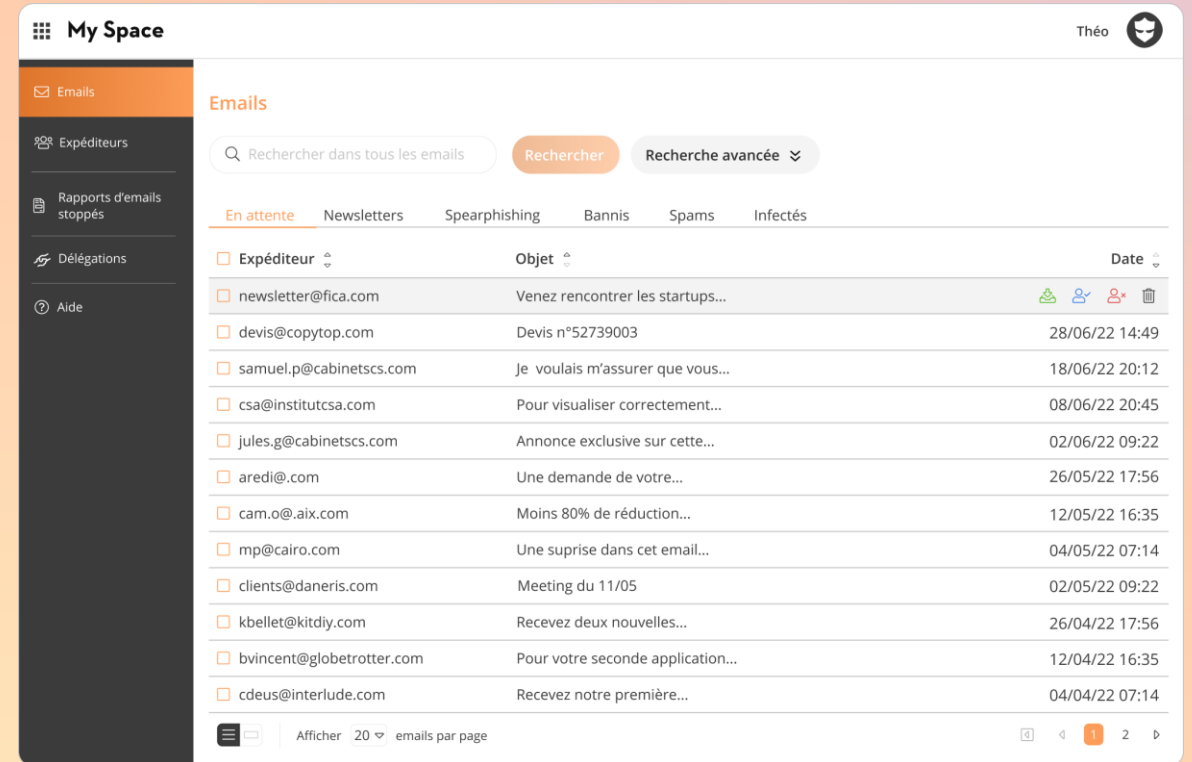 My Space
Théo
Emails
Expéditeurs
Rapports d'emails
stoppés
Délégations
Aide
Emails
Rechercher dans tous les emails
Rechercher
Recherche avancée
En attente Newsletters Spearphishing Bannis Spams Infectés
Expéditeur Objet Date
newsletter@fica.com Venez rencontrer les startups...
devis@copytop.com Devis n°52739003 28/06/22 14:49
samuel.p@cabinetscs.com Je voulais m'assurer que vous... 18/06/22 20:12
csa@institutcsa.com Pour visualiser correctement... 08/06/22 20:45
jules.g@cabinetscs.com Annonce exclusive sur cette... 02/06/22 09:22
aredi@.com Une demande de votre... 26/05/22 17:56
cam.o@.aix.com Moins 80% de réduction... 12/05/22 16:35
mp@cairo.com Une suprise dans cet email... 04/05/22 07:14
clients@daneris.com Meeting du 11/05 02/05/22 09:22
kbellet@kitdiy.com Recevez deux nouvelles... 26/04/22 17:56
bvincent@globetrotter.com Pour votre seconde application... 12/04/22 16:35
cdeus@interlude.com Recevez notre première... 04/04/22 07:14
Afficher 20 emails par page 1 2